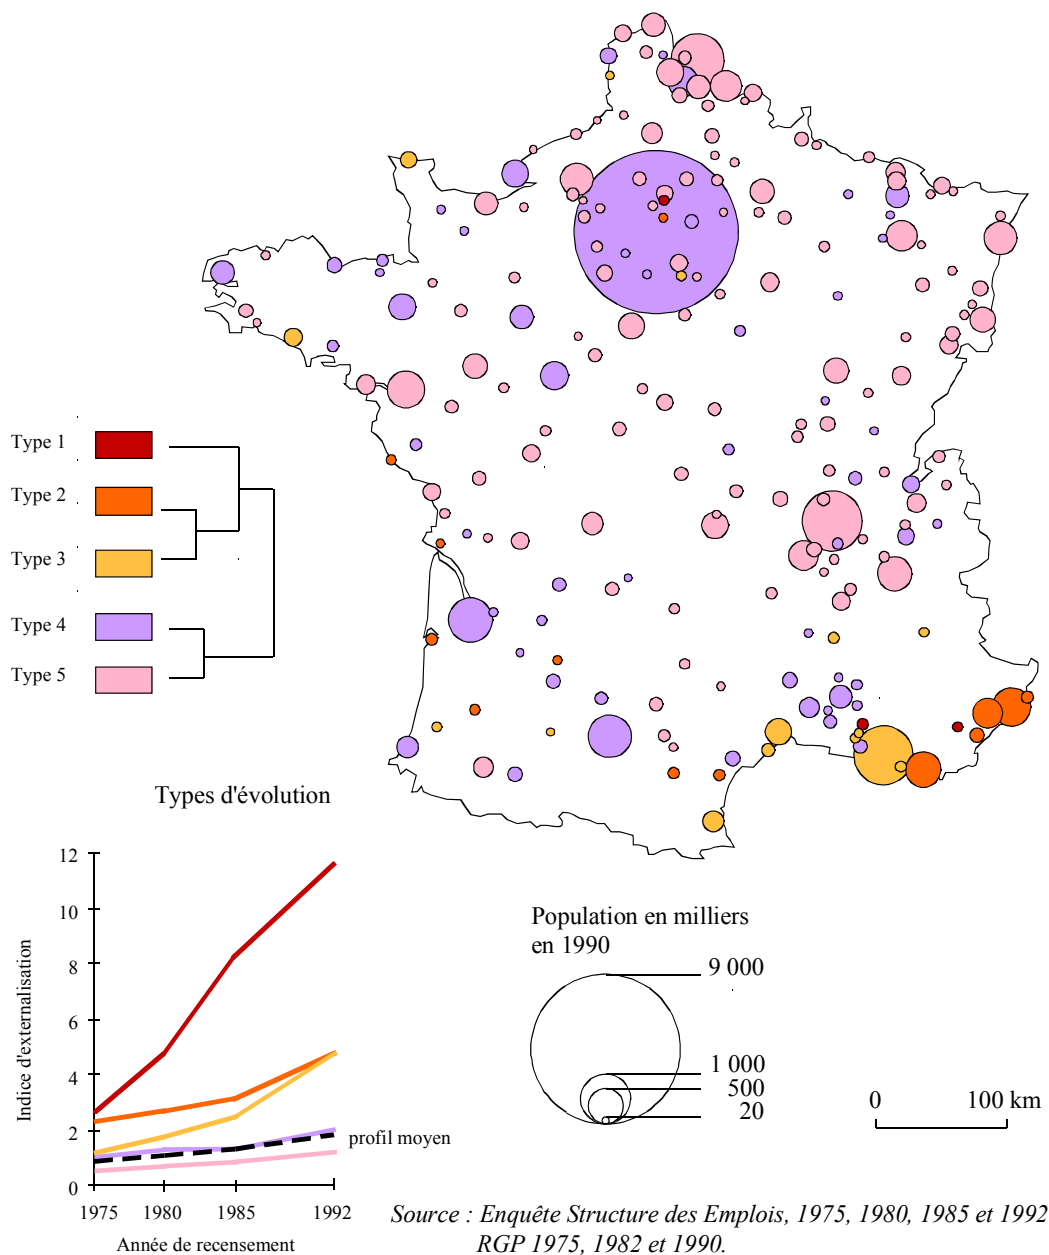 Type 1
Type 2
Type 3
Type 4
Type 5
Types d'évolution
Indice d'externalisation
12
10
8
6
4
2
0
profil moyen
1975
1980
1985
1992
Année de recensement
Population en milliers
en 1990
9 000
1 000
500
20
0
100 km
Source : Enquête Structure des Emplois, 1975, 1980, 1985 et 1992
RGP 1975, 1982 et 1990.